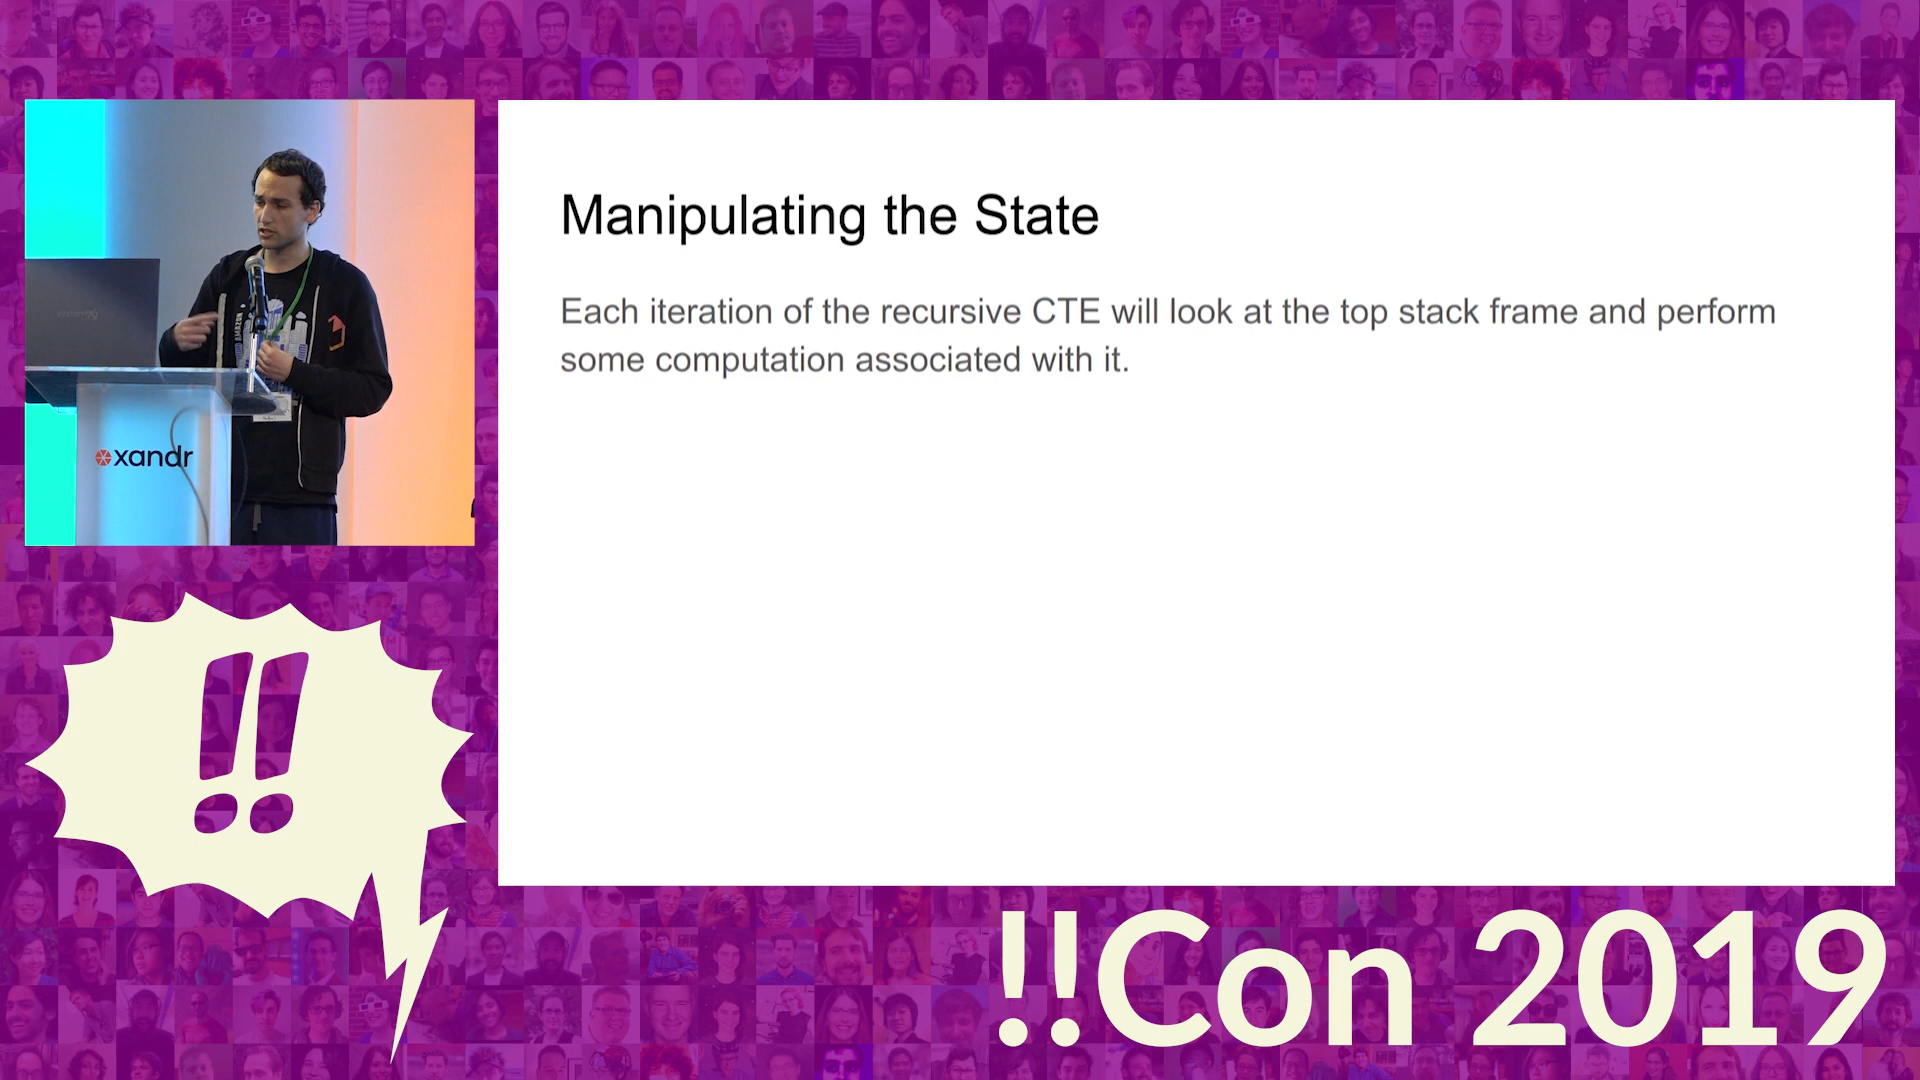 Manipulating the State
Each iteration of the recursive CTE will look at the top stack frame and perform
some computation associated with it.
xandr
!!
!!Con 2019